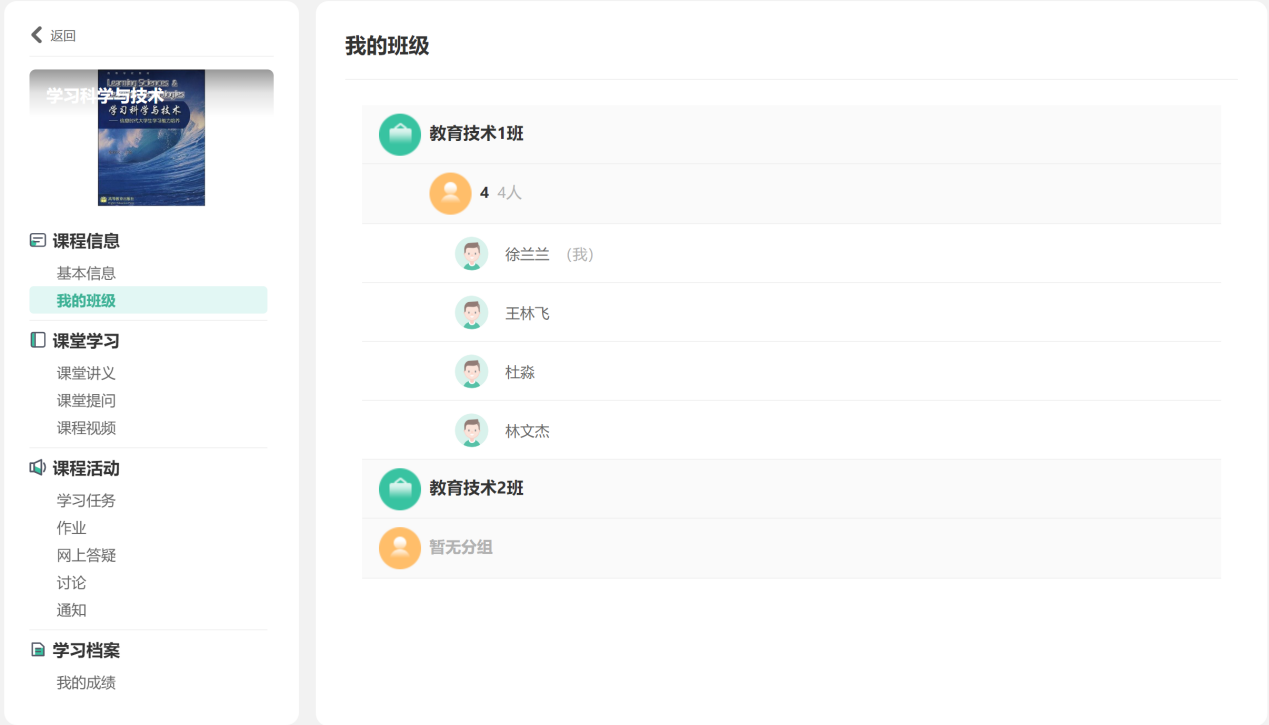 返回
学习科学与技术
Learning Sciences &
学习科学与技术
课程信息
基本信息
我的班级
课堂学习
课堂讲义
课堂提问
课程视频
课程活动
学习任务
作业
网上答疑
讨论
通知
学习档案
我的成绩
我的班级
教育技术1班
4 4人
徐兰兰 （我）
王林飞
杜淼
林文杰
教育技术2班
暂无分组